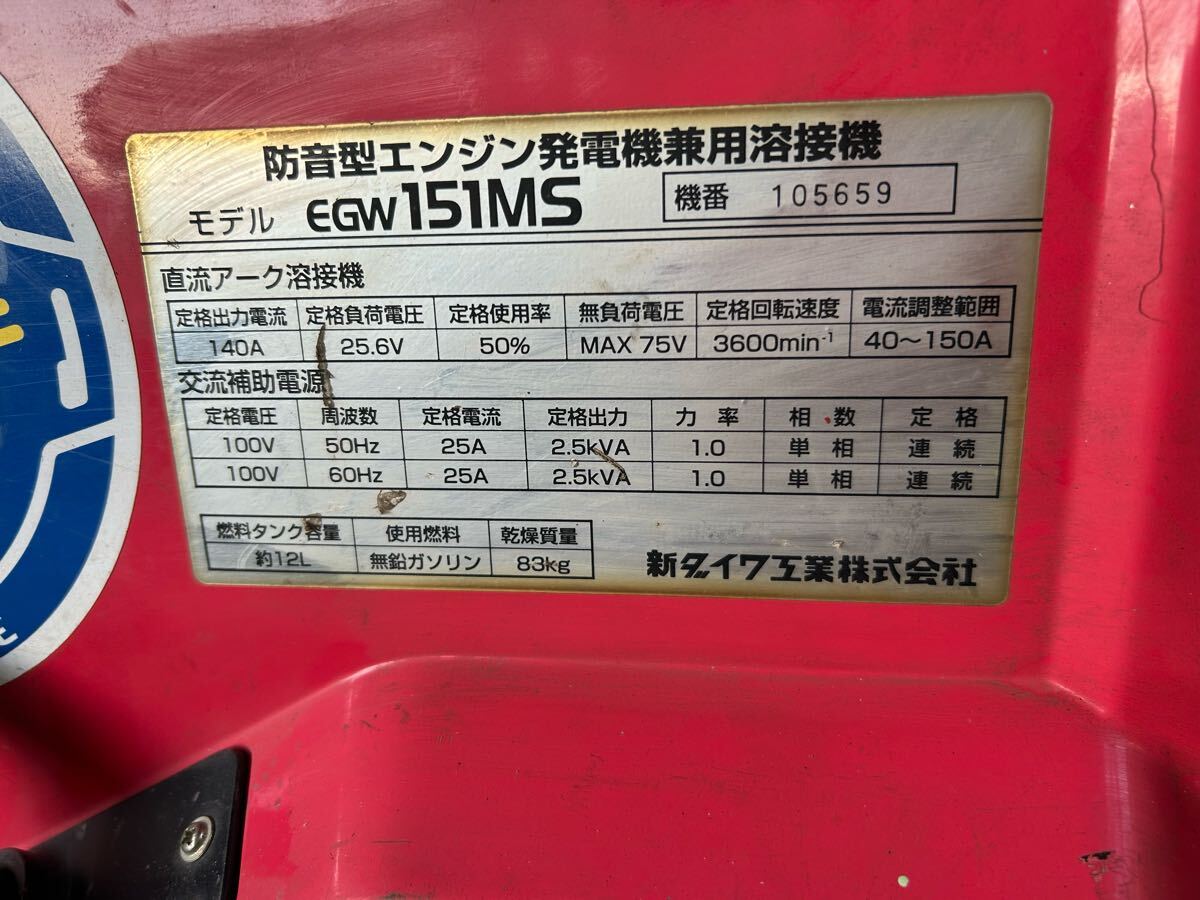 防音型エンジン発電機兼用溶接機
モデル EGW151MS 機番 105659
直流アーク溶接機
定格出力電流 定格負荷電圧 定格使用率 無負荷電圧 定格回転速度 電流調整範囲
140A 25.6V 50% MAX 75V 3600min⁻¹ 40〜150A
交流補助電源
定格電圧 周波数 定格電流 定格出力 力率 相数 定格
100V 50Hz 25A 2.5kVA 1.0 単相 連続
100V 60Hz 25A 2.5kVA 1.0 単相 連続
燃料タンク容量 使用燃料 乾燥質量
約12L 無鉛ガソリン 83kg
新ダイワ工業株式会社